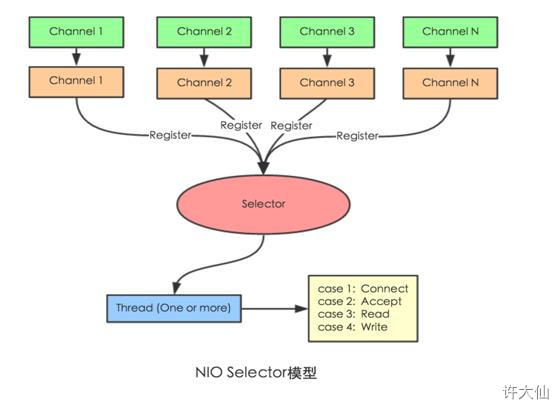 Channel 1
Channel 2
Channel 3
Channel N
Channel 1
Channel 2
Channel 3
Channel N
Register
Register
Register
Register
Selector
Thread (One or more)
case 1: Connect
case 2: Accept
case 3: Read
case 4: Write
NIO Selector模型
许大仙